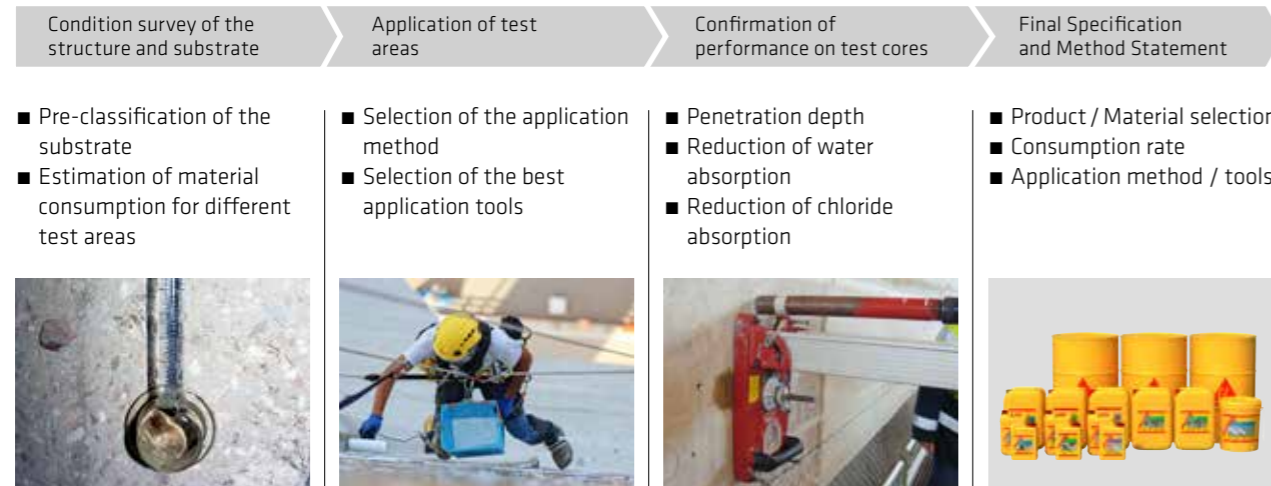 Condition survey of the
structure and substrate
Application of test
areas
Confirmation of
performance on test cores
Final Specification
and Method Statement
■ Pre-classification of the
substrate
■ Estimation of material
consumption for different
test areas
■ Selection of the application
method
■ Selection of the best
application tools
■ Penetration depth
■ Reduction of water
absorption
■ Reduction of chloride
absorption
■ Product / Material selection
■ Consumption rate
■ Application method / tools